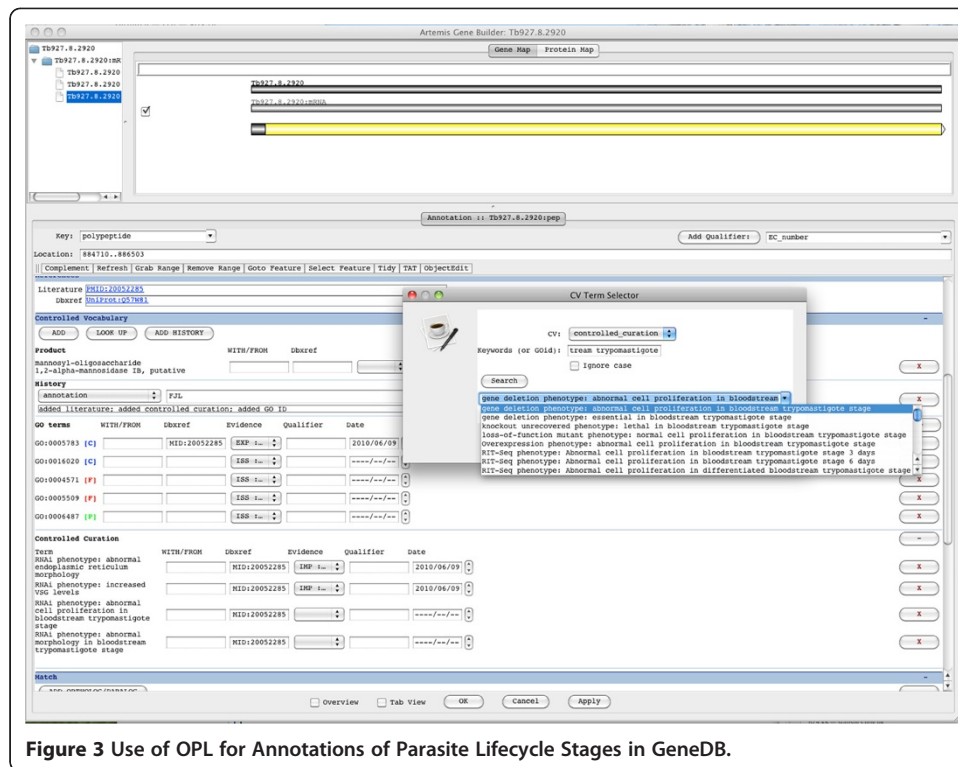 Artemis Gene Builder: Tb927.8.2920
Tb927.8.2920
Tb927.8.2920:mR
Tb927.8.2920
Tb927.8.2920
Tb927.8.2920
Gene Map Protein Map
Tb927.8.2920
Tb927.8.2920:mRNA
Annotation :: Tb927.8.2920:pep
Key: polypeptide
Add Qualifier: EC_number
Location: 884710..886503
Complement Refresh Grab Range Remove Range Goto Feature Select Feature Tidy TAT ObjectEdit
Literature PMID:20052285
Dbxref UniProt:Q57W81
Controlled Vocabulary -
ADD LOOK UP ADD HISTORY
Product WITH/FROM Dbxref
mannosyl-oligosaccharide
1,2-alpha-mannosidase IB, putative
X
History
annotation PJL
X
added literature; added controlled curation; added GO ID
GO terms WITH/FROM Dbxref Evidence Qualifier Date
GO:0005783 [C] MID:20052285 EXP :… 2010/06/09
GO:0016020 [C] ISS :… ----/--/-- X
GO:0004571 [F] ISS :… ----/--/-- X
GO:0005509 [F] ISS :… ----/--/-- X
GO:0006487 [P] ISS :… ----/--/-- X
CV Term Selector
CV: controlled_curation
Keywords (or GOid): tream trypomastigote
Ignore case
Search
gene deletion phenotype: abnormal cell proliferation in bloodstream
gene deletion phenotype: abnormal cell proliferation in bloodstream trypomastigote stage
gene deletion phenotype: essential in bloodstream trypomastigote stage
knockout unrecovered phenotype: lethal in bloodstream trypomastigote stage
loss-of-function mutant phenotype: normal cell proliferation in bloodstream trypomastigote stage
Overexpression phenotype: abnormal cell proliferation in bloodstream trypomastigote stage
RIT-Seq phenotype: Abnormal cell proliferation in bloodstream trypomastigote stage 3 days
RIT-Seq phenotype: Abnormal cell proliferation in bloodstream trypomastigote stage 6 days
RIT-Seq phenotype: Abnormal cell proliferation in differentiated bloodstream trypomastigote stage
Controlled Curation -
Term WITH/FROM Dbxref Evidence Qualifier Date
RNAi phenotype: abnormal
endoplasmic reticulum
morphology
MID:20052285 IMP :… 2010/06/09 X
RNAi phenotype: increased
VSG levels
MID:20052285 IMP :… 2010/06/09 X
RNAi phenotype: abnormal
cell proliferation in
bloodstream trypomastigote
stage
MID:20052285 ----/--/-- X
RNAi phenotype: abnormal
morphology in bloodstream
trypomastigote stage
MID:20052285 ----/--/-- X
Match -
Overview Tab View OK Cancel Apply
Figure 3 Use of OPL for Annotations of Parasite Lifecycle Stages in GeneDB.